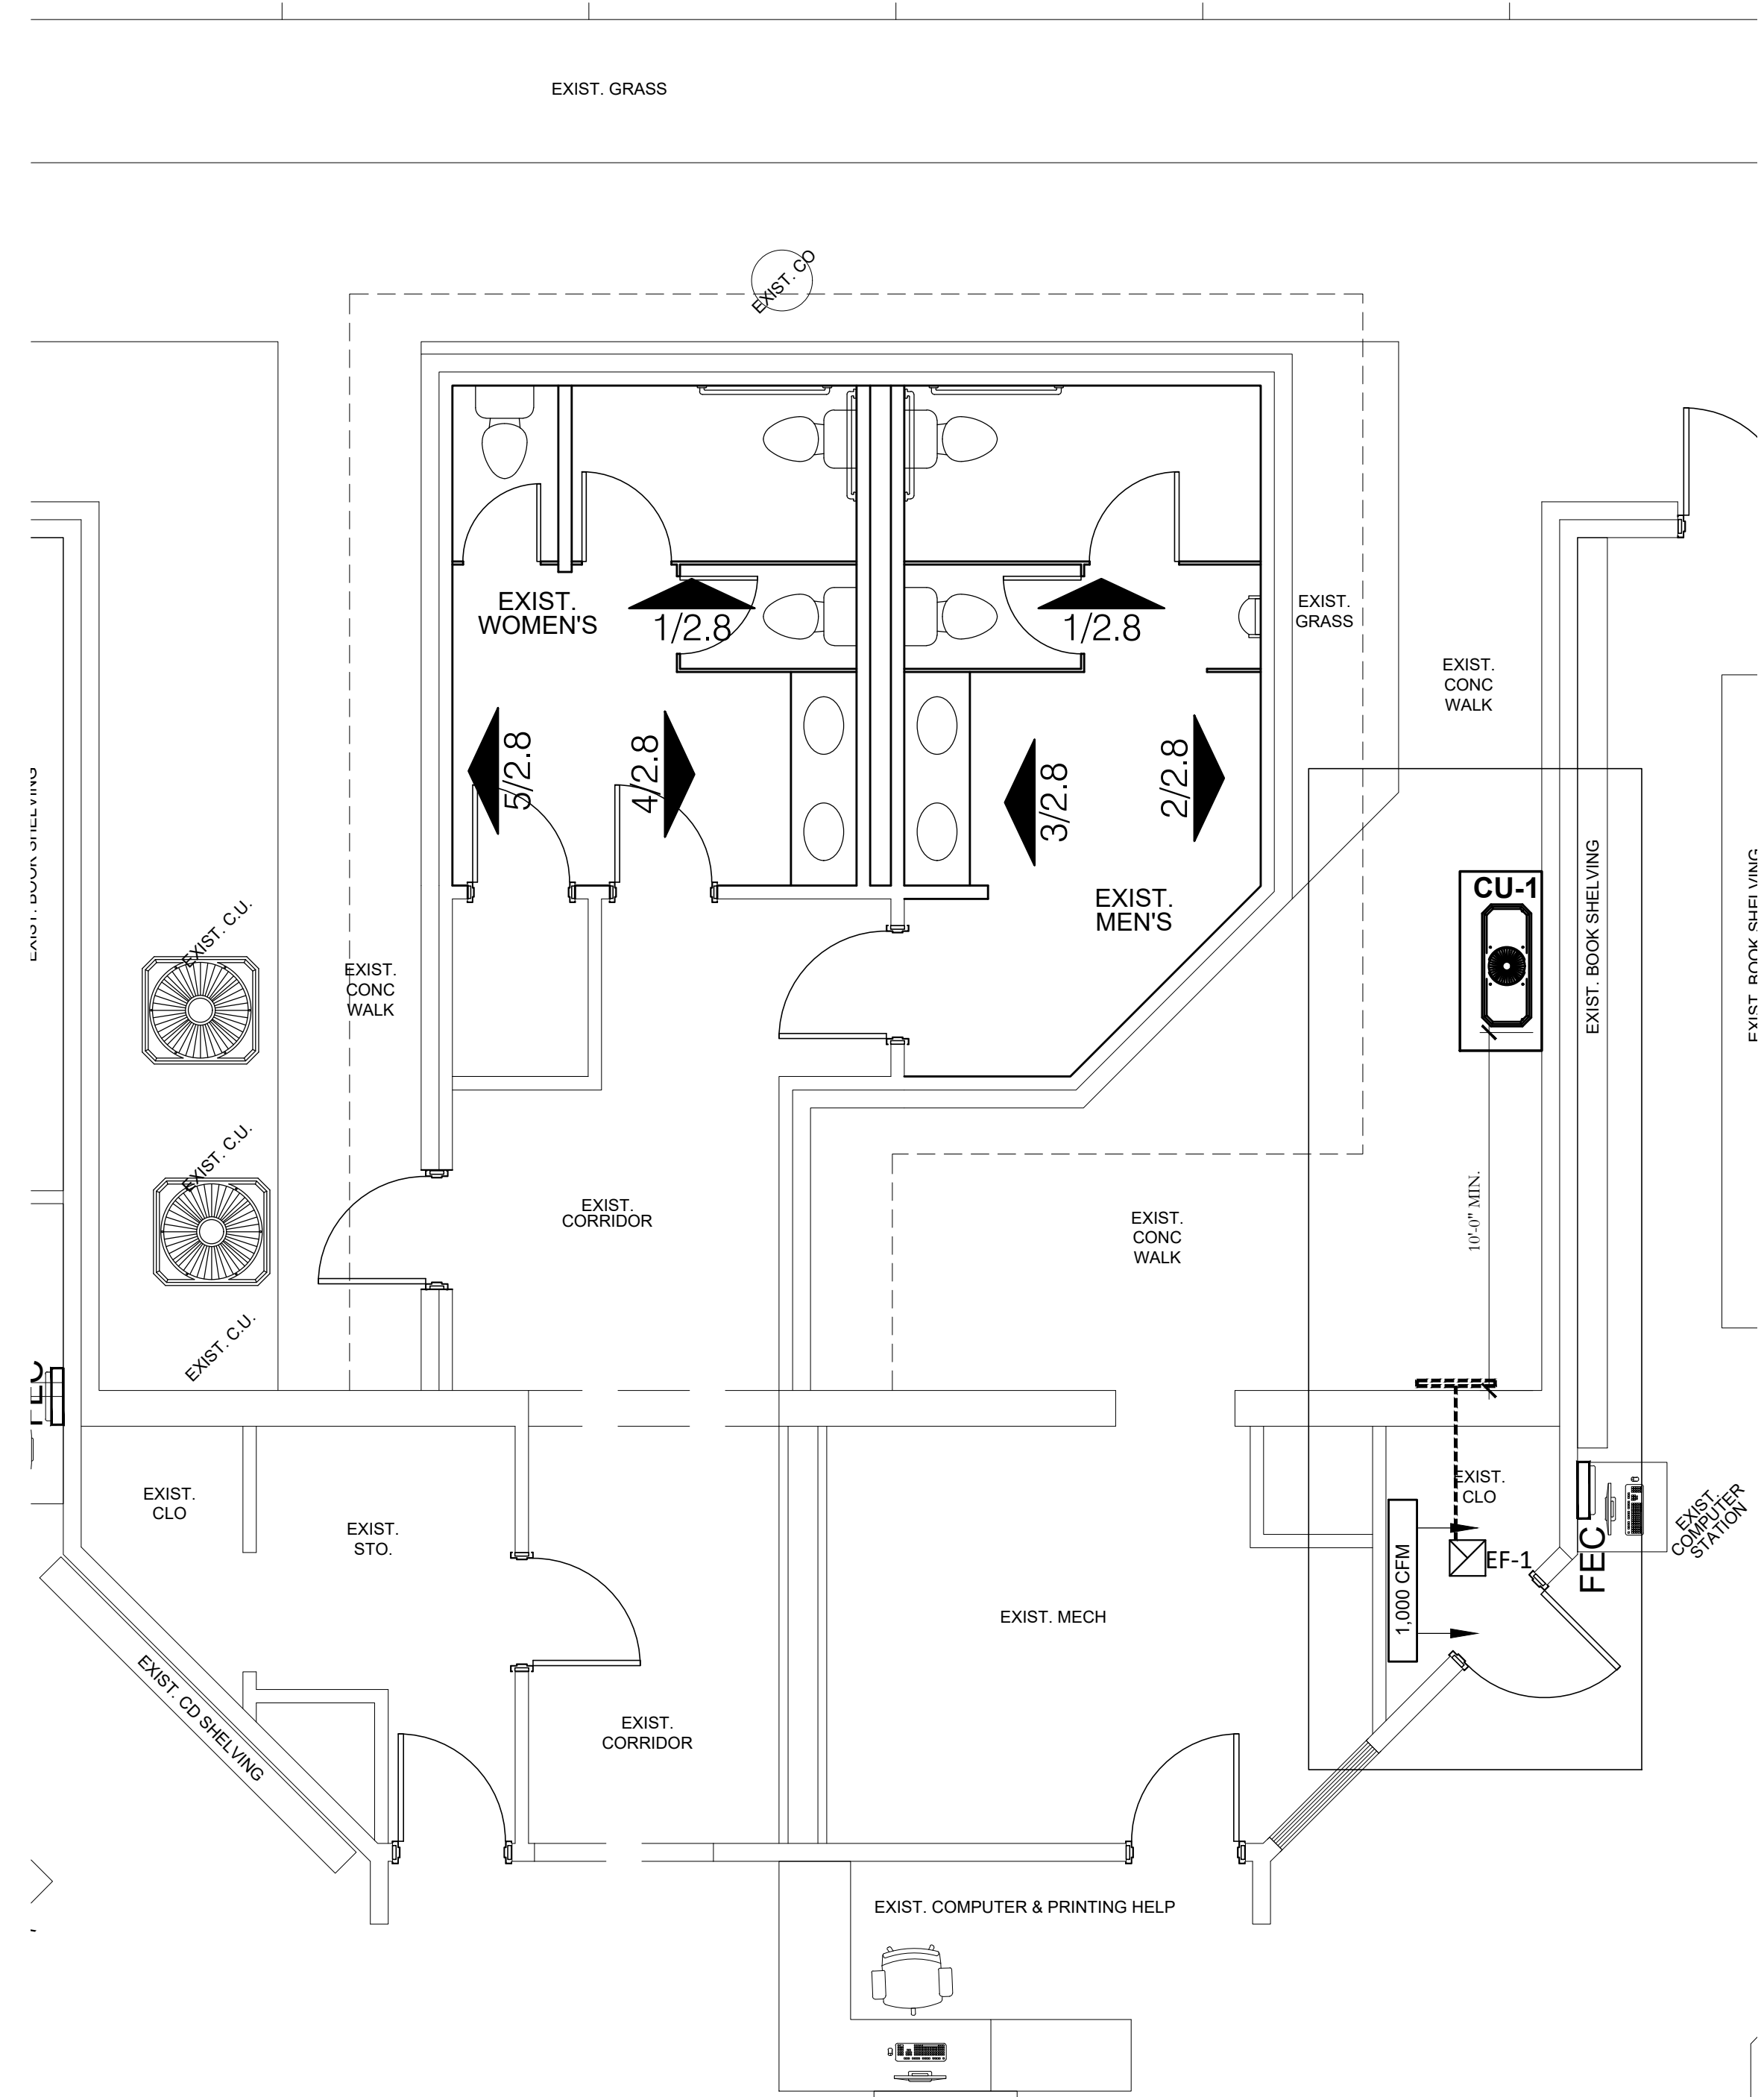 EXIST. GRASS
EXIST. CO
EXIST.
WOMEN'S
1/2.8
1/2.8
EXIST.
GRASS
EXIST.
CONC
WALK
5/2.8
4/2.8
3/2.8
2/2.8
EXIST. BOOK SHELVING
EXIST. BOOK SHELVING
EXIST. BOOK SHELVING
CU-1
EXIST.
MEN'S
EXIST. C.U.
EXIST.
CONC
WALK
EXIST. C.U.
EXIST.
CORRIDOR
EXIST.
CONC
WALK
10'-0" MIN.
EXIST. C.U.
FEC
EXIST.
CLO
EXIST.
STO.
EXIST.
CLO
EXIST.
COMPUTER
STATION
1,000 CFM
EF-1
FEC
EXIST. MECH
EXIST. CD SHELVING
EXIST.
CORRIDOR
EXIST. COMPUTER & PRINTING HELP